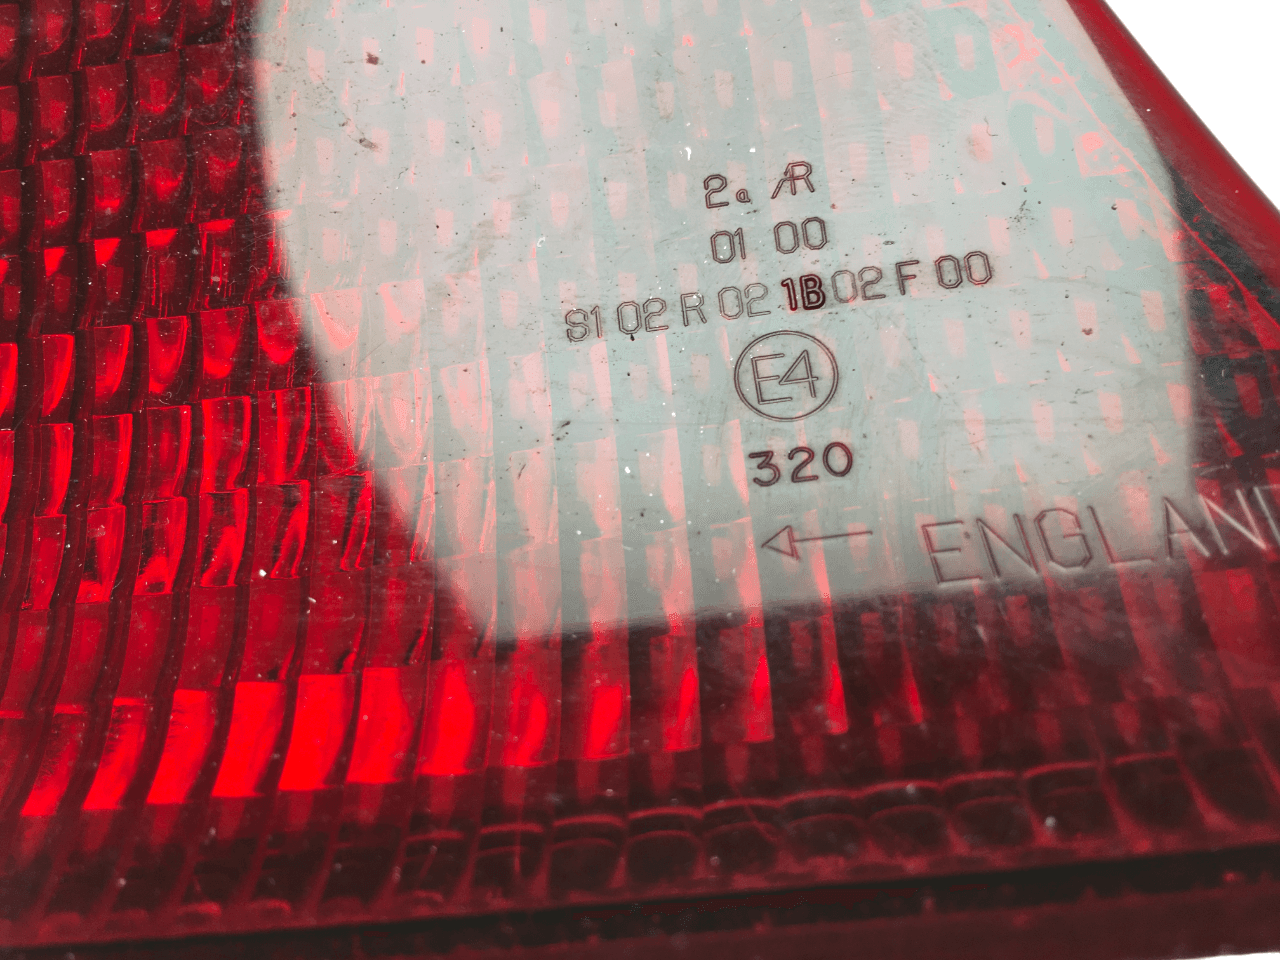 2a AR
01 00
S1 02 R 02 1B 02 F 00
E4
320
← ENGLAND